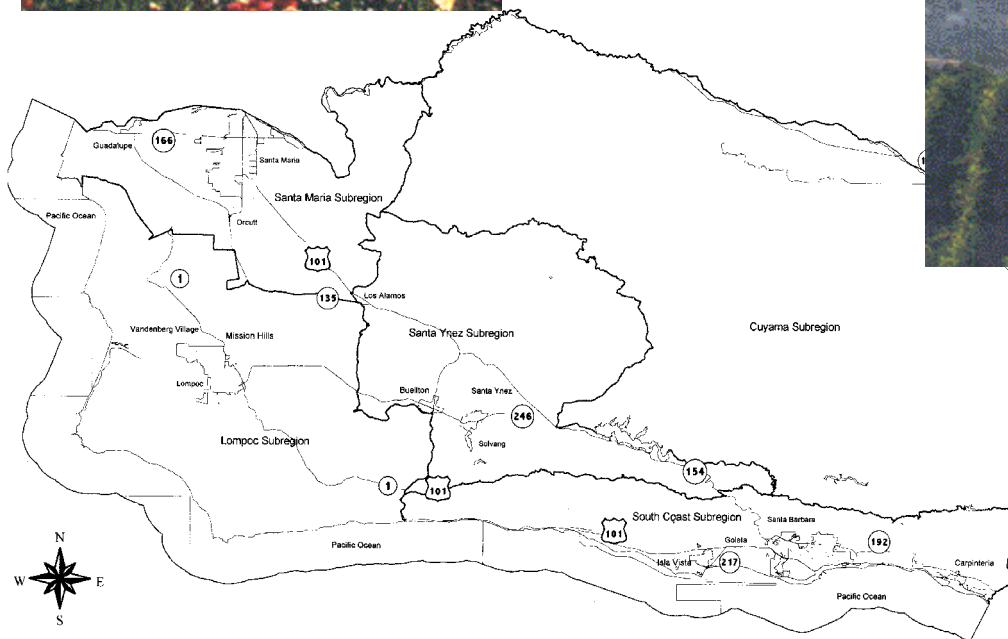 166
Guadalupe
Santa Maria
Santa Maria Subregion
Pacific Ocean
Orcutt
101
1
135
Los Alamos
Vandenberg Village
Mission Hills
Santa Ynez Subregion
Cuyama Subregion
Lompoc
Buellton
Santa Ynez
246
Solvang
Lompoc Subregion
154
1
101
South Coast Subregion
Santa Barbara
101
Goleta
192
Pacific Ocean
Isla Vista
217
Carpinteria
Pacific Ocean
N
W
E
S